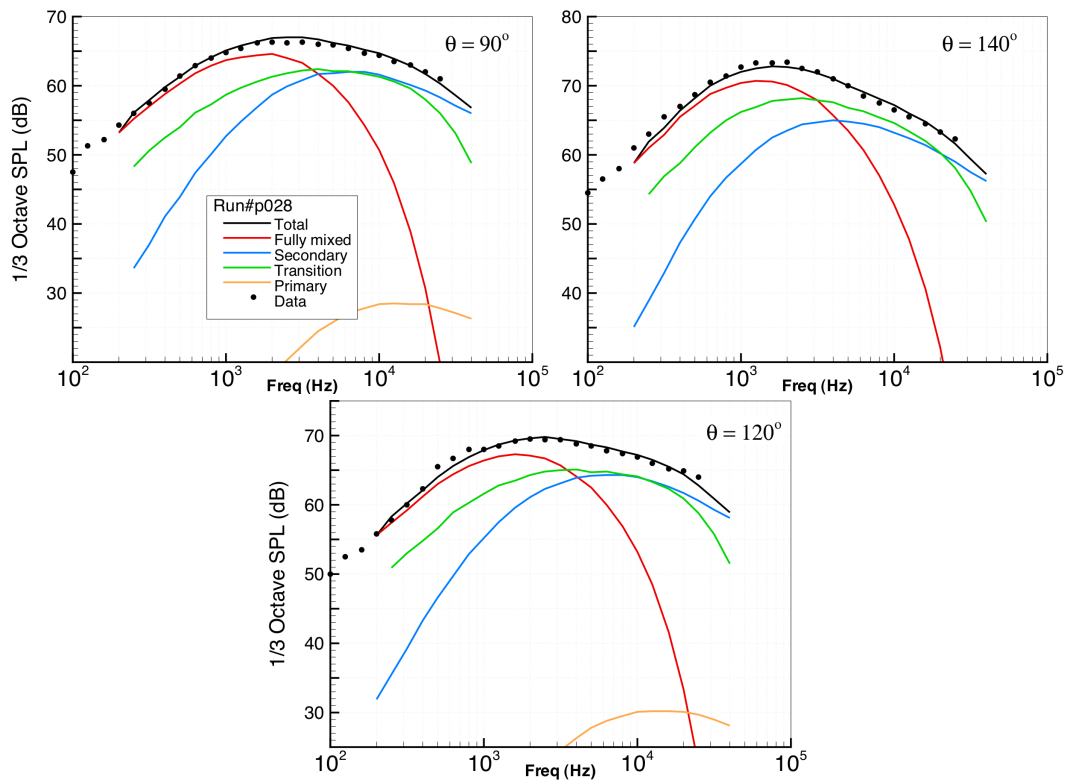 70
60
50
40
30
1/3 Octave SPL (dB)
θ = 90°
Run#p028
Total
Fully mixed
Secondary
Transition
Primary
Data
10² 10³ 10⁴ 10⁵
Freq (Hz)
80
70
60
50
40
θ = 140°
10² 10³ 10⁴ 10⁵
Freq (Hz)
70
60
50
40
30
1/3 Octave SPL (dB)
θ = 120°
10² 10³ 10⁴ 10⁵
Freq (Hz)